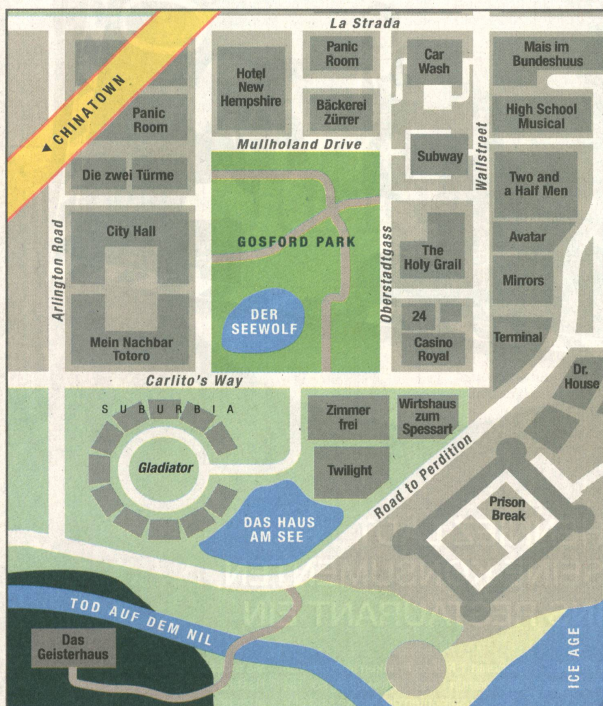 La Strada
Panic
Room
Car
Wash
Mais im
Bundeshuus
Hotel
New
Hempshire
◄ CHINATOWN
Panic
Room
Bäckerei
Zürrer
High School
Musical
Mullholand Drive
Subway
Wallstreet
Die zwei Türme
Two and
a Half Men
Arlington Road
City Hall
GOSFORD PARK
Oberstadtgass
The
Holy Grail
Avatar
Mirrors
DER
SEEWOLF
24
Casino
Royal
Terminal
Mein Nachbar
Totoro
Carlito's Way
Dr.
House
SUBURBIA
Zimmer
frei
Wirtshaus
zum
Spessart
Gladiator
Twilight
Road to Perdition
Prison
Break
DAS HAUS
AM SEE
TOD AUF DEM NIL
Das
Geisterhaus
ICE AGE